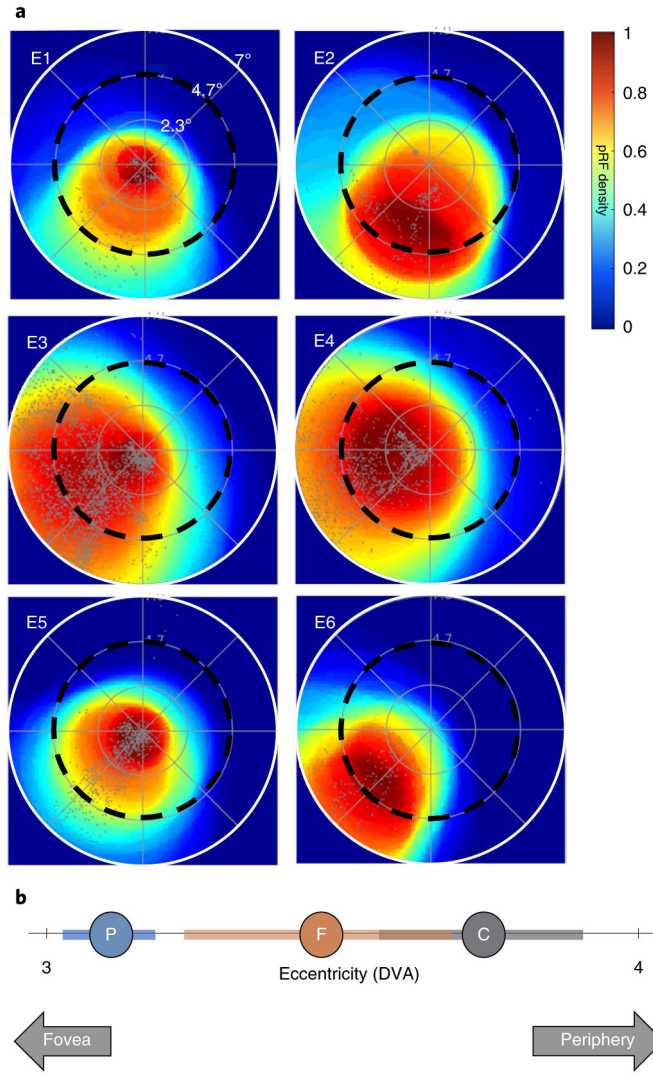 a
E1
7°
4.7°
2.3°
E2
4.7
1
0.8
0.6
0.4
0.2
0
pRF density
E3
4.7
E4
4.7
E5
4.7
E6
4.7
b
P
F
C
3
Eccentricity (DVA)
4
Fovea
Periphery